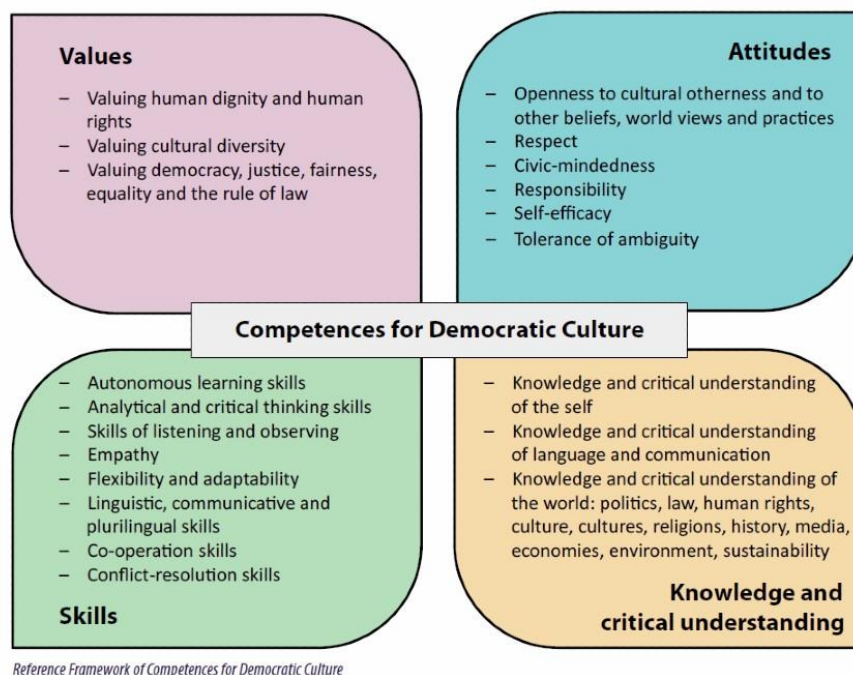 Values
– Valuing human dignity and human
rights
– Valuing cultural diversity
– Valuing democracy, justice, fairness,
equality and the rule of law
Attitudes
– Openness to cultural otherness and to
other beliefs, world views and practices
– Respect
– Civic-mindedness
– Responsibility
– Self-efficacy
– Tolerance of ambiguity
Competences for Democratic Culture
– Autonomous learning skills
– Analytical and critical thinking skills
– Skills of listening and observing
– Empathy
– Flexibility and adaptability
– Linguistic, communicative and
plurilingual skills
– Co-operation skills
– Conflict-resolution skills
Skills
– Knowledge and critical understanding
of the self
– Knowledge and critical understanding
of language and communication
– Knowledge and critical understanding of
the world: politics, law, human rights,
culture, cultures, religions, history, media,
economies, environment, sustainability
Knowledge and
critical understanding
Reference Framework of Competences for Democratic Culture